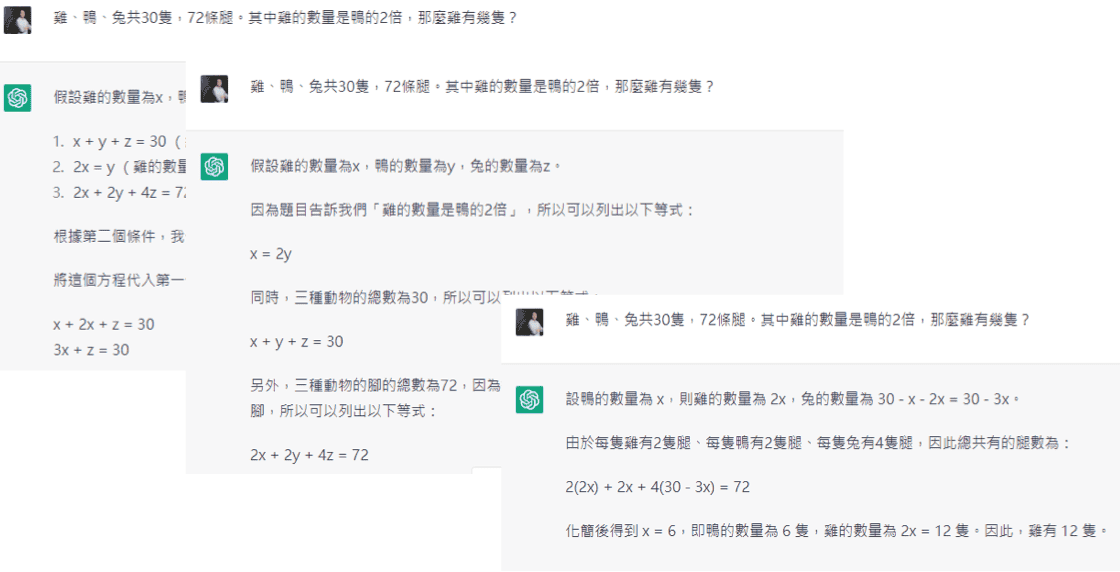 雞、鴨、兔共30隻，72條腿。其中雞的數量是鴨的2倍，那麼雞有幾隻？
假設雞的數量為x，
1. x + y + z = 30（
2. 2x = y（雞的數量
3. 2x + 2y + 4z = 72
根據第二個條件，我
將這個方程代入第一
x + 2x + z = 30
3x + z = 30
雞、鴨、兔共30隻，72條腿。其中雞的數量是鴨的2倍，那麼雞有幾隻？
假設雞的數量為x，鴨的數量為y，兔的數量為z。
因為題目告訴我們「雞的數量是鴨的2倍」，所以可以列出以下等式：
x = 2y
同時，三種動物的總數為30，所以可以列出以下等式：
x + y + z = 30
另外，三種動物的腳的總數為72，因為
腳，所以可以列出以下等式：
2x + 2y + 4z = 72
雞、鴨、兔共30隻，72條腿。其中雞的數量是鴨的2倍，那麼雞有幾隻？
設鴨的數量為 x，則雞的數量為 2x，兔的數量為 30 - x - 2x = 30 - 3x。
由於每隻雞有2隻腿、每隻鴨有2隻腿、每隻兔有4隻腿，因此總共有的腿數為：
2(2x) + 2x + 4(30 - 3x) = 72
化簡後得到 x = 6，即鴨的數量為 6 隻，雞的數量為 2x = 12 隻。因此，雞有 12 隻。